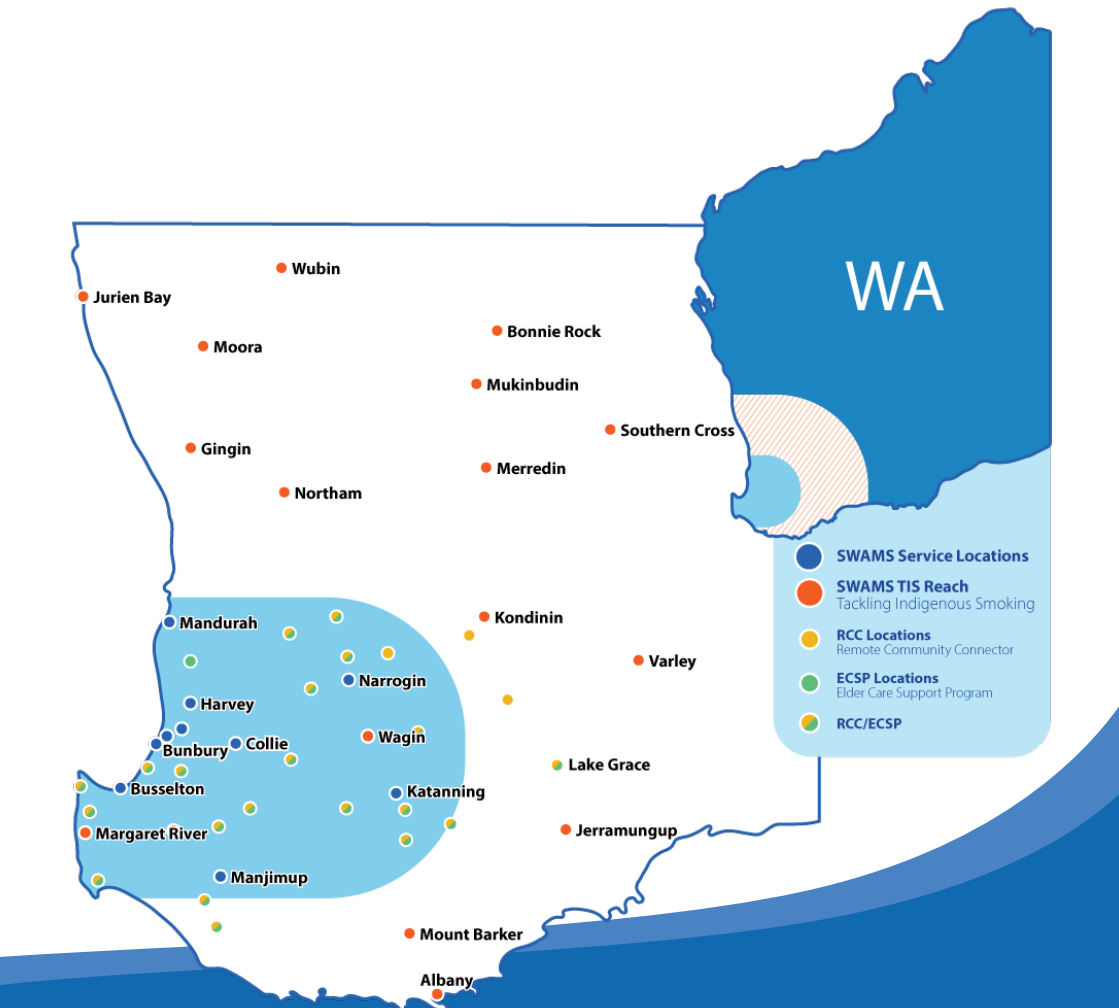 WA
Wubin
Jurien Bay
Bonnie Rock
Moora
Mukinbudin
Southern Cross
Gingin
Merredin
Northam
SWAMS Service Locations
SWAMS TIS Reach
Tackling Indigenous Smoking
RCC Locations
Remote Community Connector
ECSP Locations
Elder Care Support Program
RCC/ECSP
Mandurah
Kondinin
Varley
Narrogin
Harvey
Wagin
Bunbury
Collie
Lake Grace
Busselton
Katanning
Margaret River
Jerramungup
Manjimup
Mount Barker
Albany